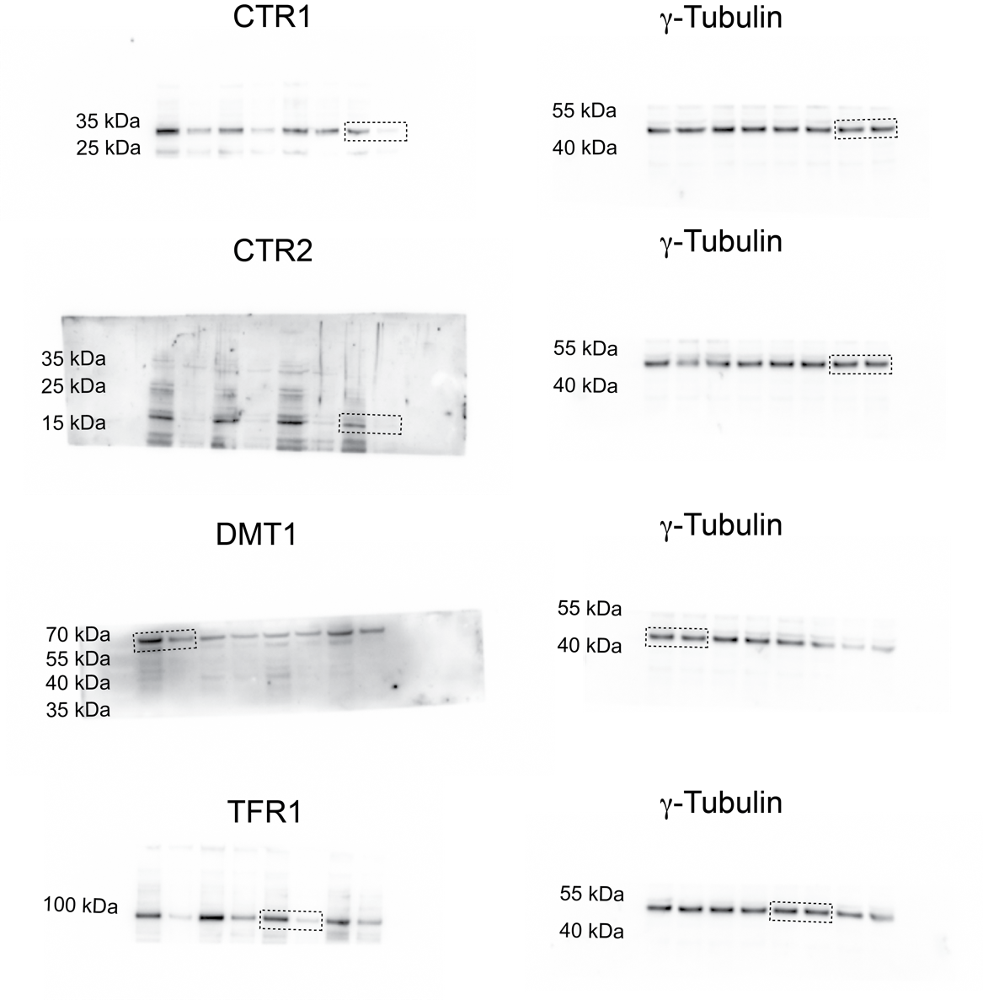 CTR1
γ-Tubulin
35 kDa
25 kDa
55 kDa
40 kDa
CTR2
γ-Tubulin
35 kDa
25 kDa
15 kDa
55 kDa
40 kDa
DMT1
γ-Tubulin
70 kDa
55 kDa
40 kDa
35 kDa
55 kDa
40 kDa
TFR1
γ-Tubulin
100 kDa
55 kDa
40 kDa